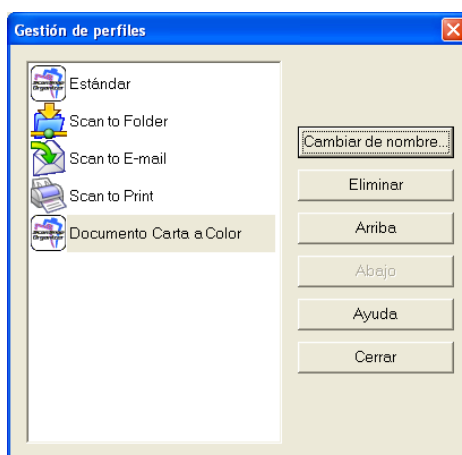 Gestión de perfiles
Estándar
Scan to Folder
Scan to E-mail
Scan to Print
Documento Carta a Color
Cambiar de nombre...
Eliminar
Arriba
Abajo
Ayuda
Cerrar